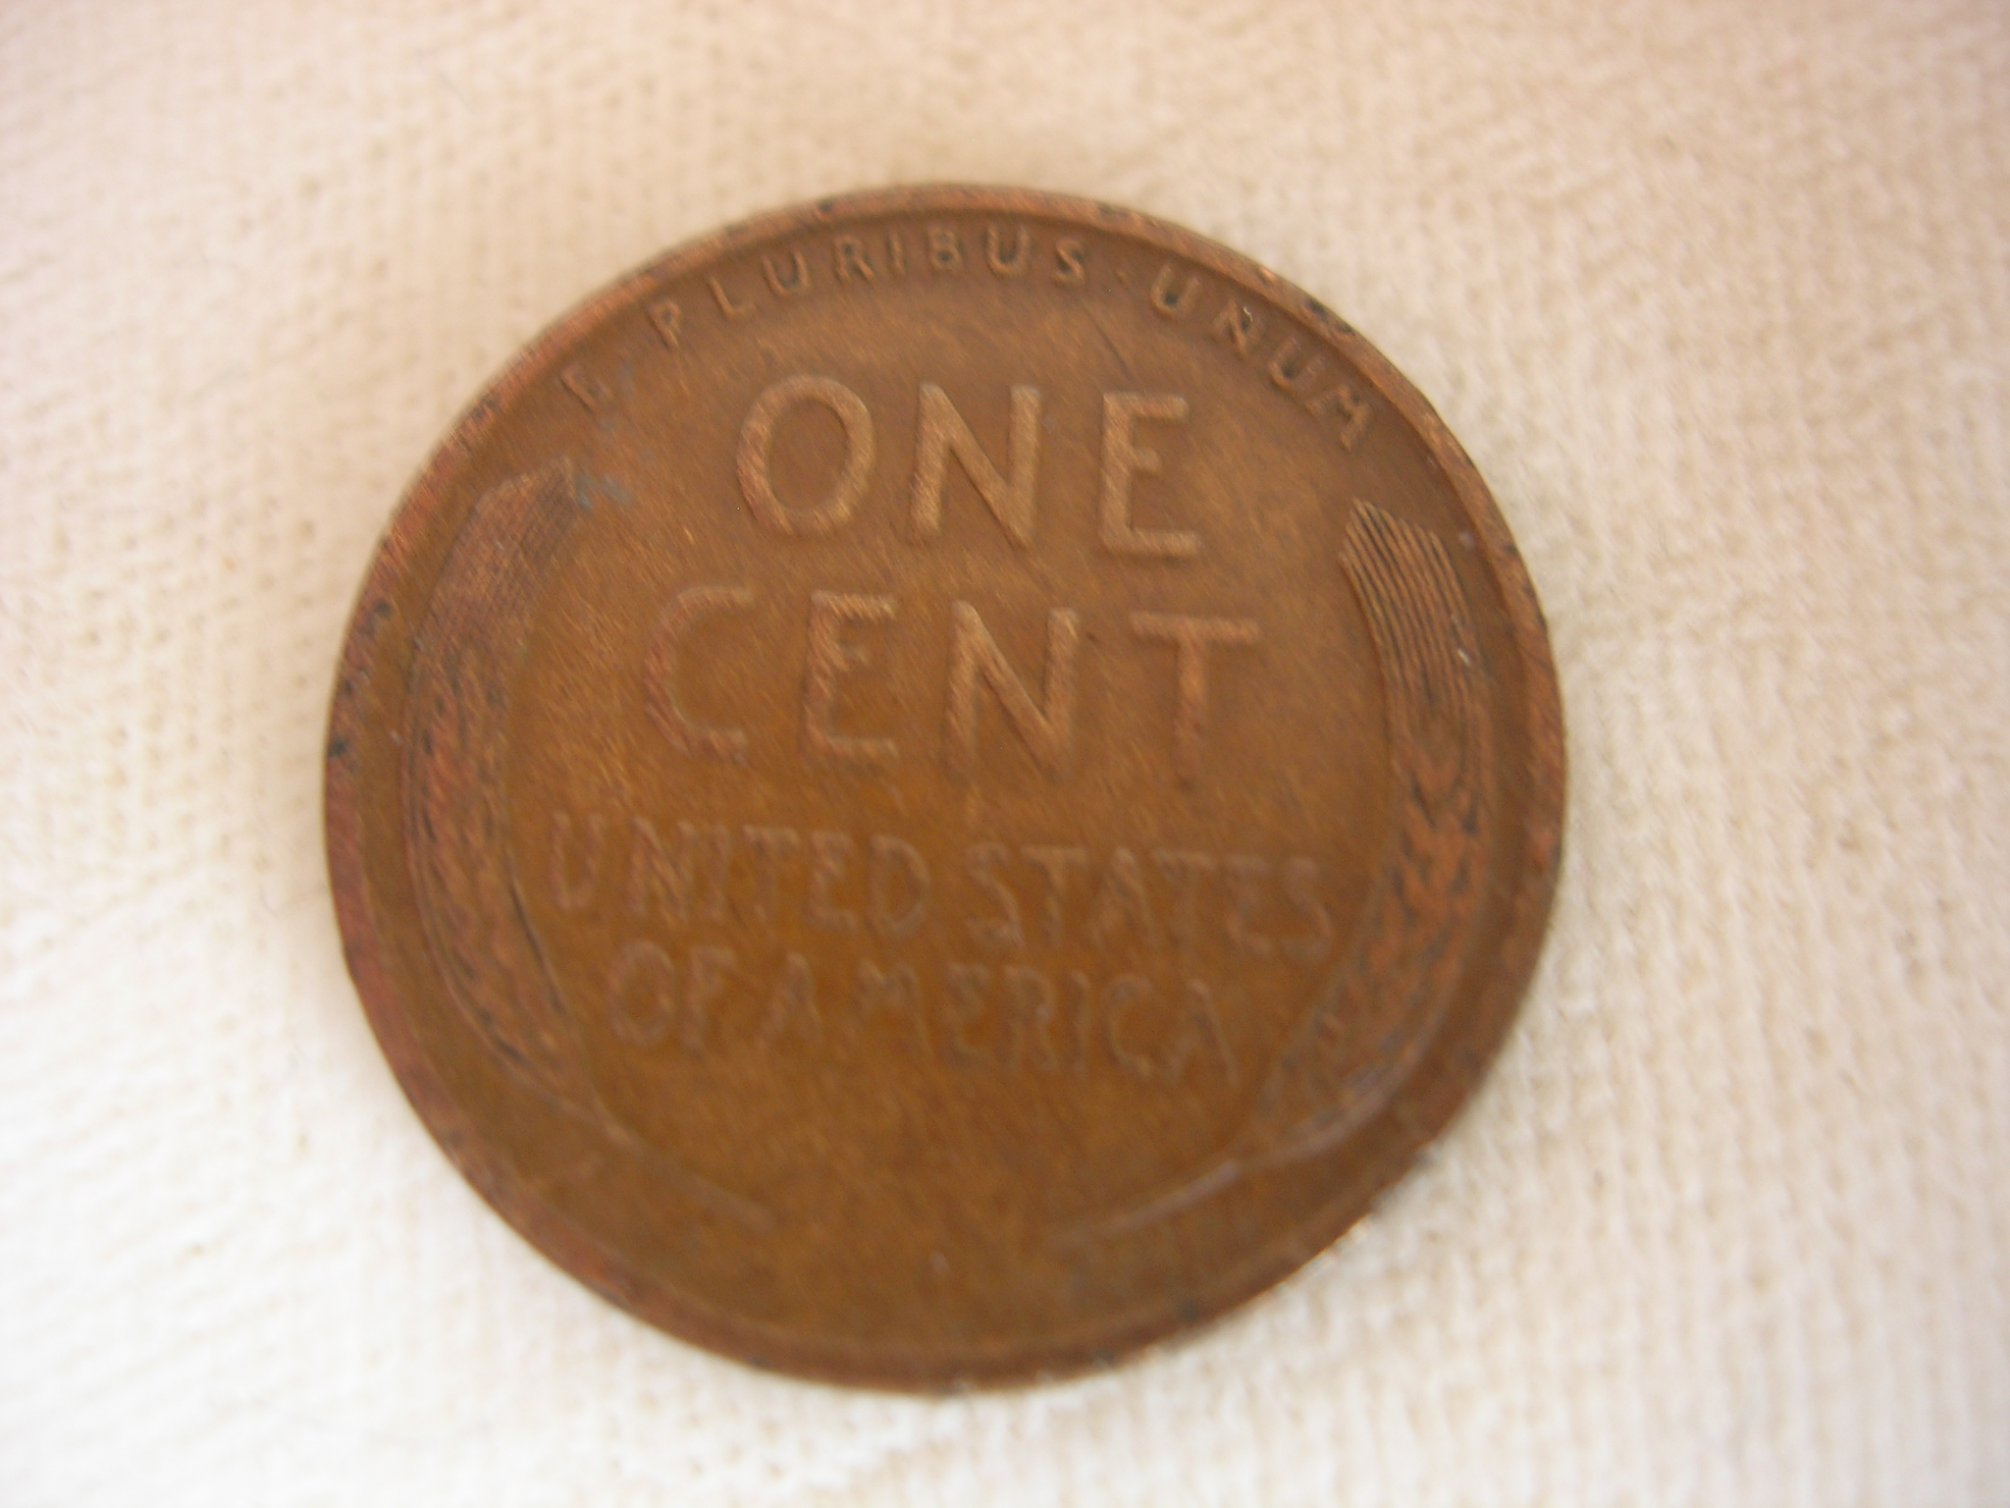 E PLURIBUS · UNUM
ONE
CENT
UNITED STATES
OF AMERICA